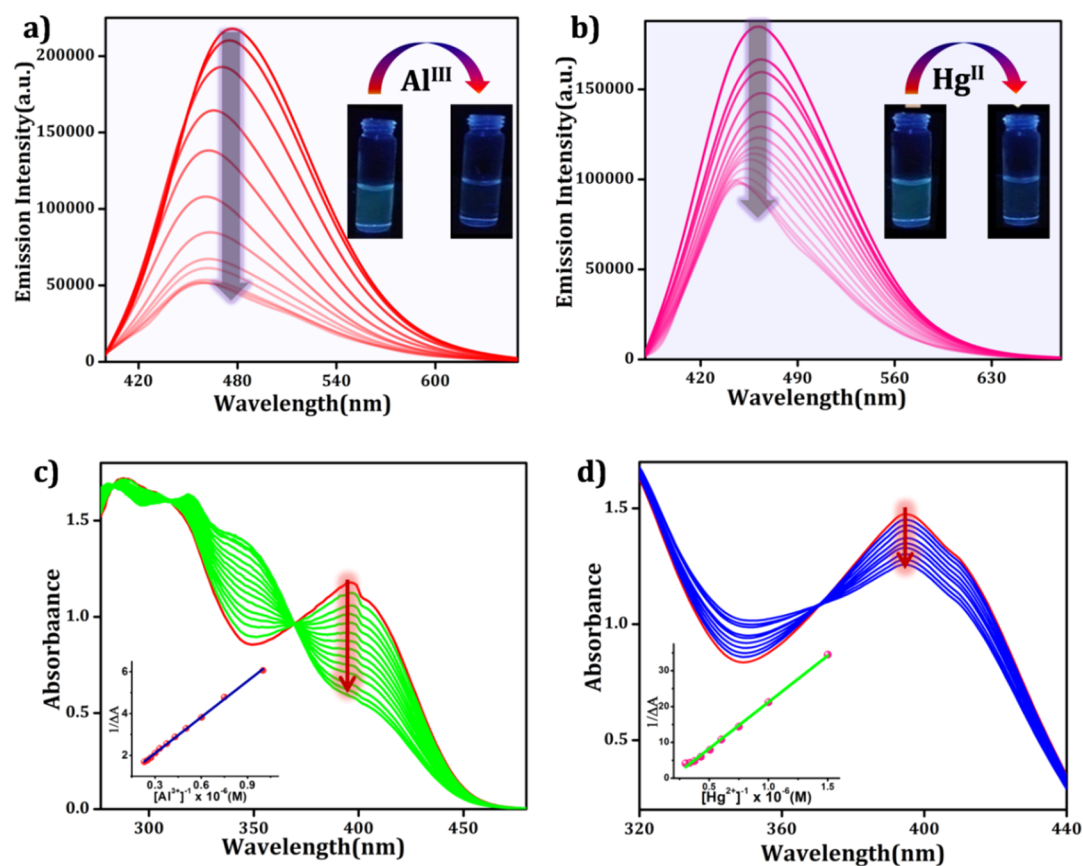 a)
Emission Intensity(a.u.)
200000
150000
100000
50000
0
420
480
540
600
Wavelength(nm)
Al^III
b)
Emission Intensity(a.u.)
150000
100000
50000
0
420
490
560
630
Wavelength(nm)
Hg^II
c)
Absorbaance
1.5
1.0
0.5
0.0
300
350
400
450
Wavelength(nm)
1/ΔA
6
4
2
0.3
0.6
0.9
[Al³⁺]⁻¹ x 10⁻⁶(M)
d)
Absorbance
1.5
1.0
0.5
320
360
400
440
Wavelength(nm)
1/ΔA
30
20
10
0
0.5
1.0
1.5
[Hg²⁺]⁻¹ x 10⁻⁶(M)